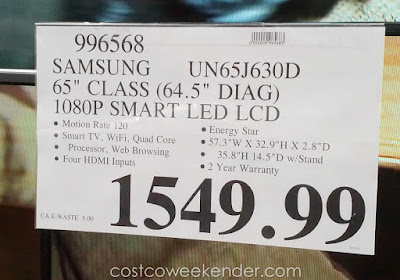 996568
SAMSUNG UN65J630D
65" CLASS (64.5" DIAG)
1080P SMART LED LCD
• Motion Rate 120
• Smart TV, WiFi, Quad Core
• Processor, Web Browsing
• Four HDMI Inputs
• Energy Star
• 57.3"W X 32.9"H X 2.8"D
• 35.8"H 14.5"D w/Stand
• 2 Year Warranty
CA E-WASTE 5.00
1549.99
costcoweekender.com